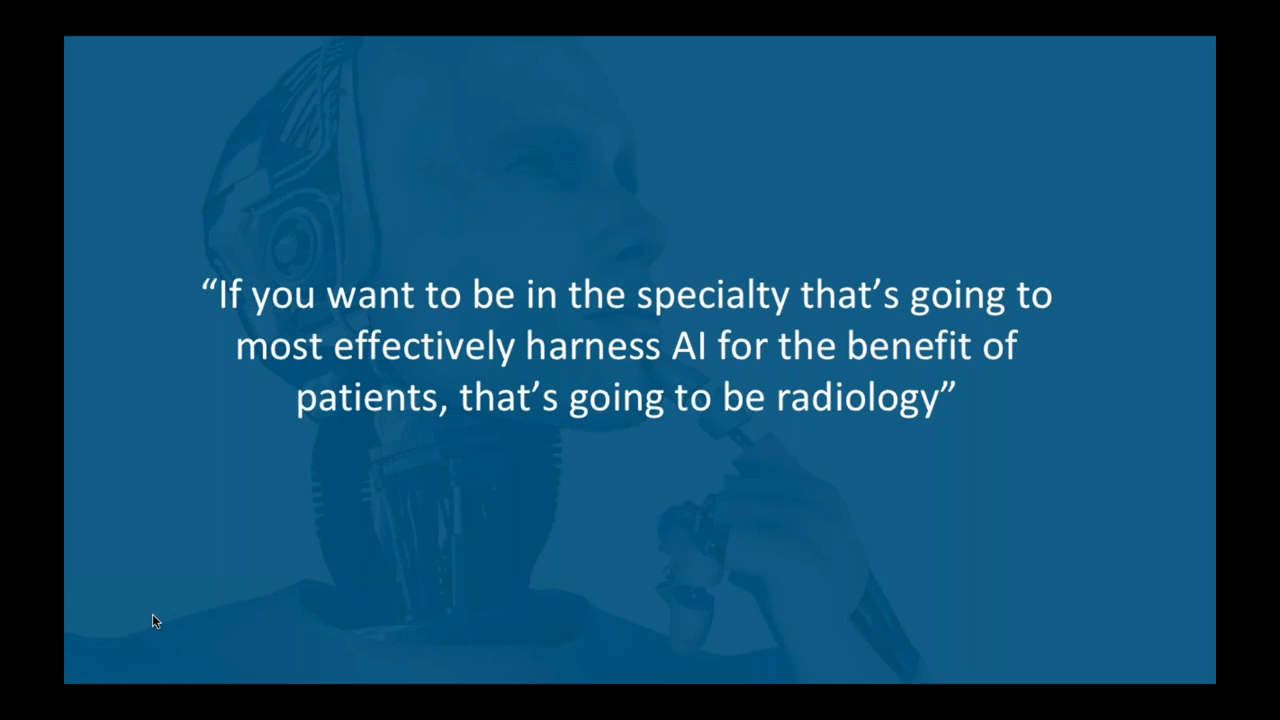 “If you want to be in the specialty that’s going to
most effectively harness AI for the benefit of
patients, that’s going to be radiology”